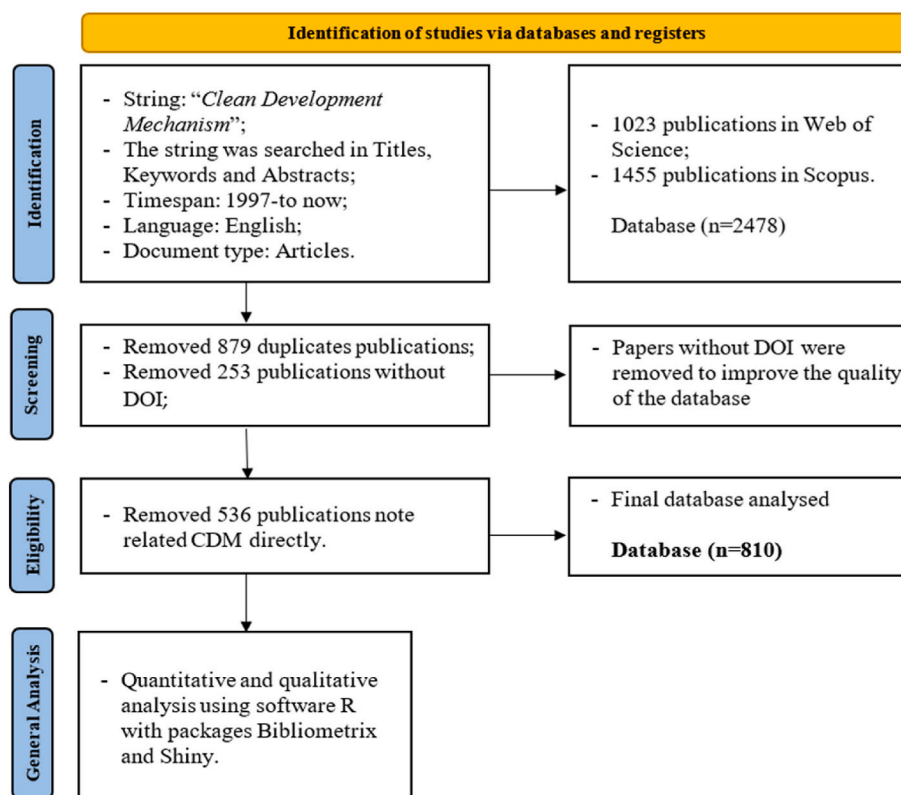 Identification of studies via databases and registers
Identification
- String: “Clean Development
Mechanism”;
- The string was searched in Titles,
Keywords and Abstracts;
- Timespan: 1997-to now;
- Language: English;
- Document type: Articles.
- 1023 publications in Web of
Science;
- 1455 publications in Scopus.
Database (n=2478)
Screening
- Removed 879 duplicates publications;
- Removed 253 publications without
DOI;
- Papers without DOI were
removed to improve the quality
of the database
Eligibility
- Removed 536 publications note
related CDM directly.
- Final database analysed
Database (n=810)
General Analysis
- Quantitative and qualitative
analysis using software R
with packages Bibliometrix
and Shiny.